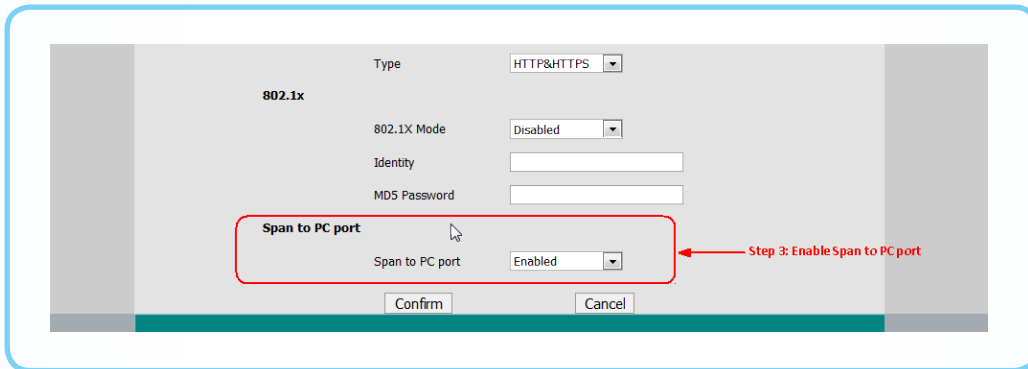 Type HTTP&HTTPS
802.1x
802.1X Mode Disabled
Identity
MD5 Password
Span to PC port
Step 3: Enable Span to PC port
Span to PC port Enabled
Confirm Cancel